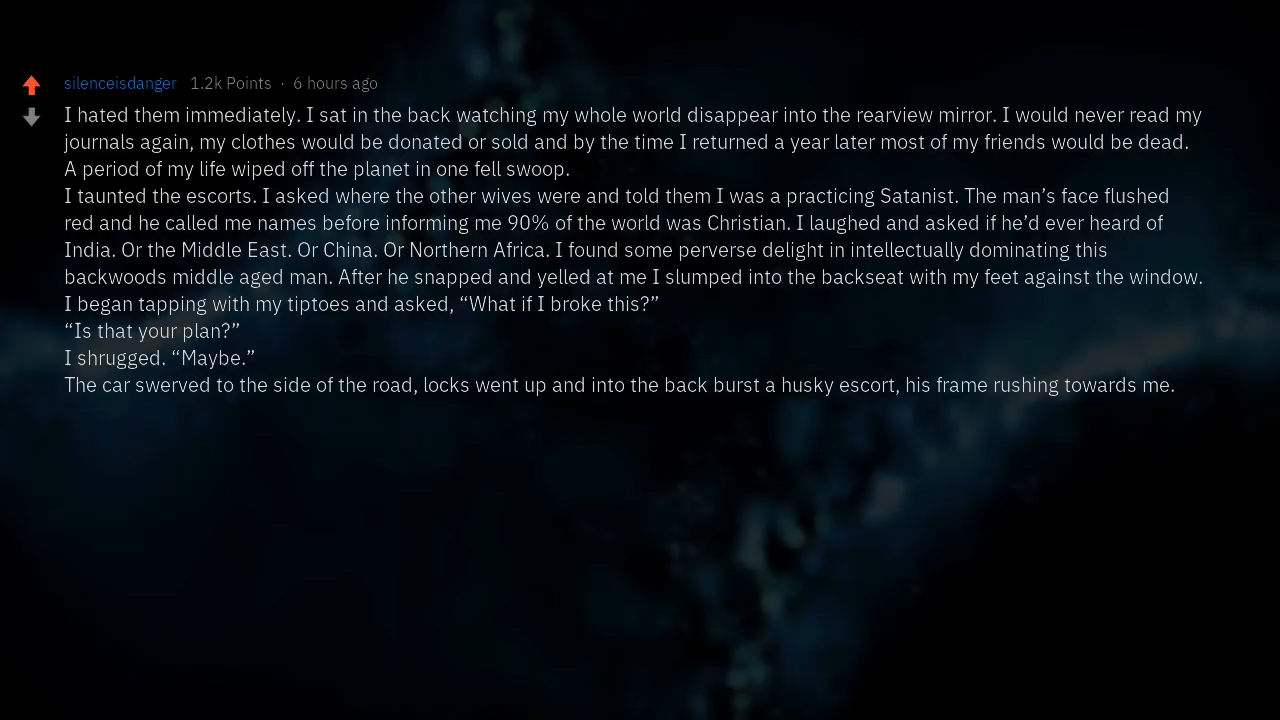 silenceisdanger 1.2k Points · 6 hours ago
I hated them immediately. I sat in the back watching my whole world disappear into the rearview mirror. I would never read my
journals again, my clothes would be donated or sold and by the time I returned a year later most of my friends would be dead.
A period of my life wiped off the planet in one fell swoop.
I taunted the escorts. I asked where the other wives were and told them I was a practicing Satanist. The man’s face flushed
red and he called me names before informing me 90% of the world was Christian. I laughed and asked if he’d ever heard of
India. Or the Middle East. Or China. Or Northern Africa. I found some perverse delight in intellectually dominating this
backwoods middle aged man. After he snapped and yelled at me I slumped into the backseat with my feet against the window.
I began tapping with my tiptoes and asked, “What if I broke this?”
“Is that your plan?”
I shrugged. “Maybe.”
The car swerved to the side of the road, locks went up and into the back burst a husky escort, his frame rushing towards me.